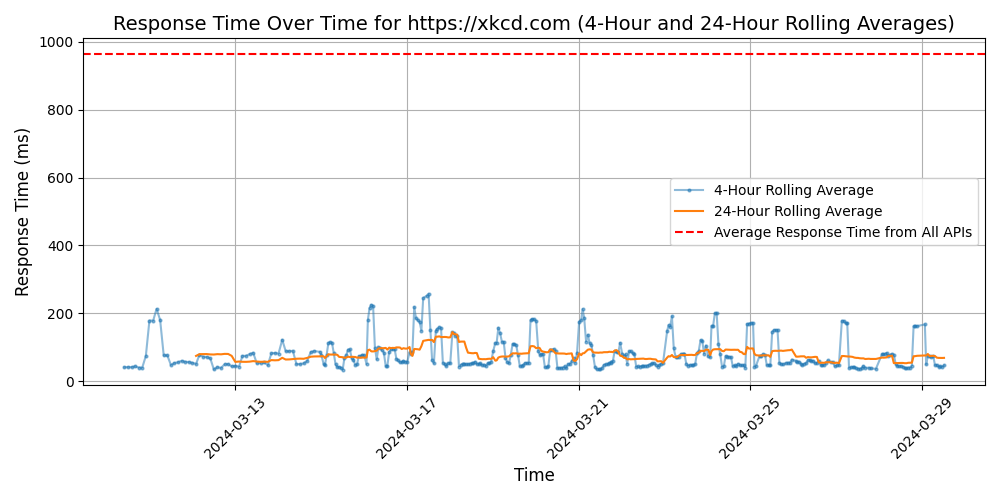 Response Time Over Time for https://xkcd.com (4-Hour and 24-Hour Rolling Averages)
Response Time (ms)
1000
800
600
400
200
0
4-Hour Rolling Average
24-Hour Rolling Average
Average Response Time from All APIs
2024-03-13
2024-03-17
2024-03-21
2024-03-25
2024-03-29
Time